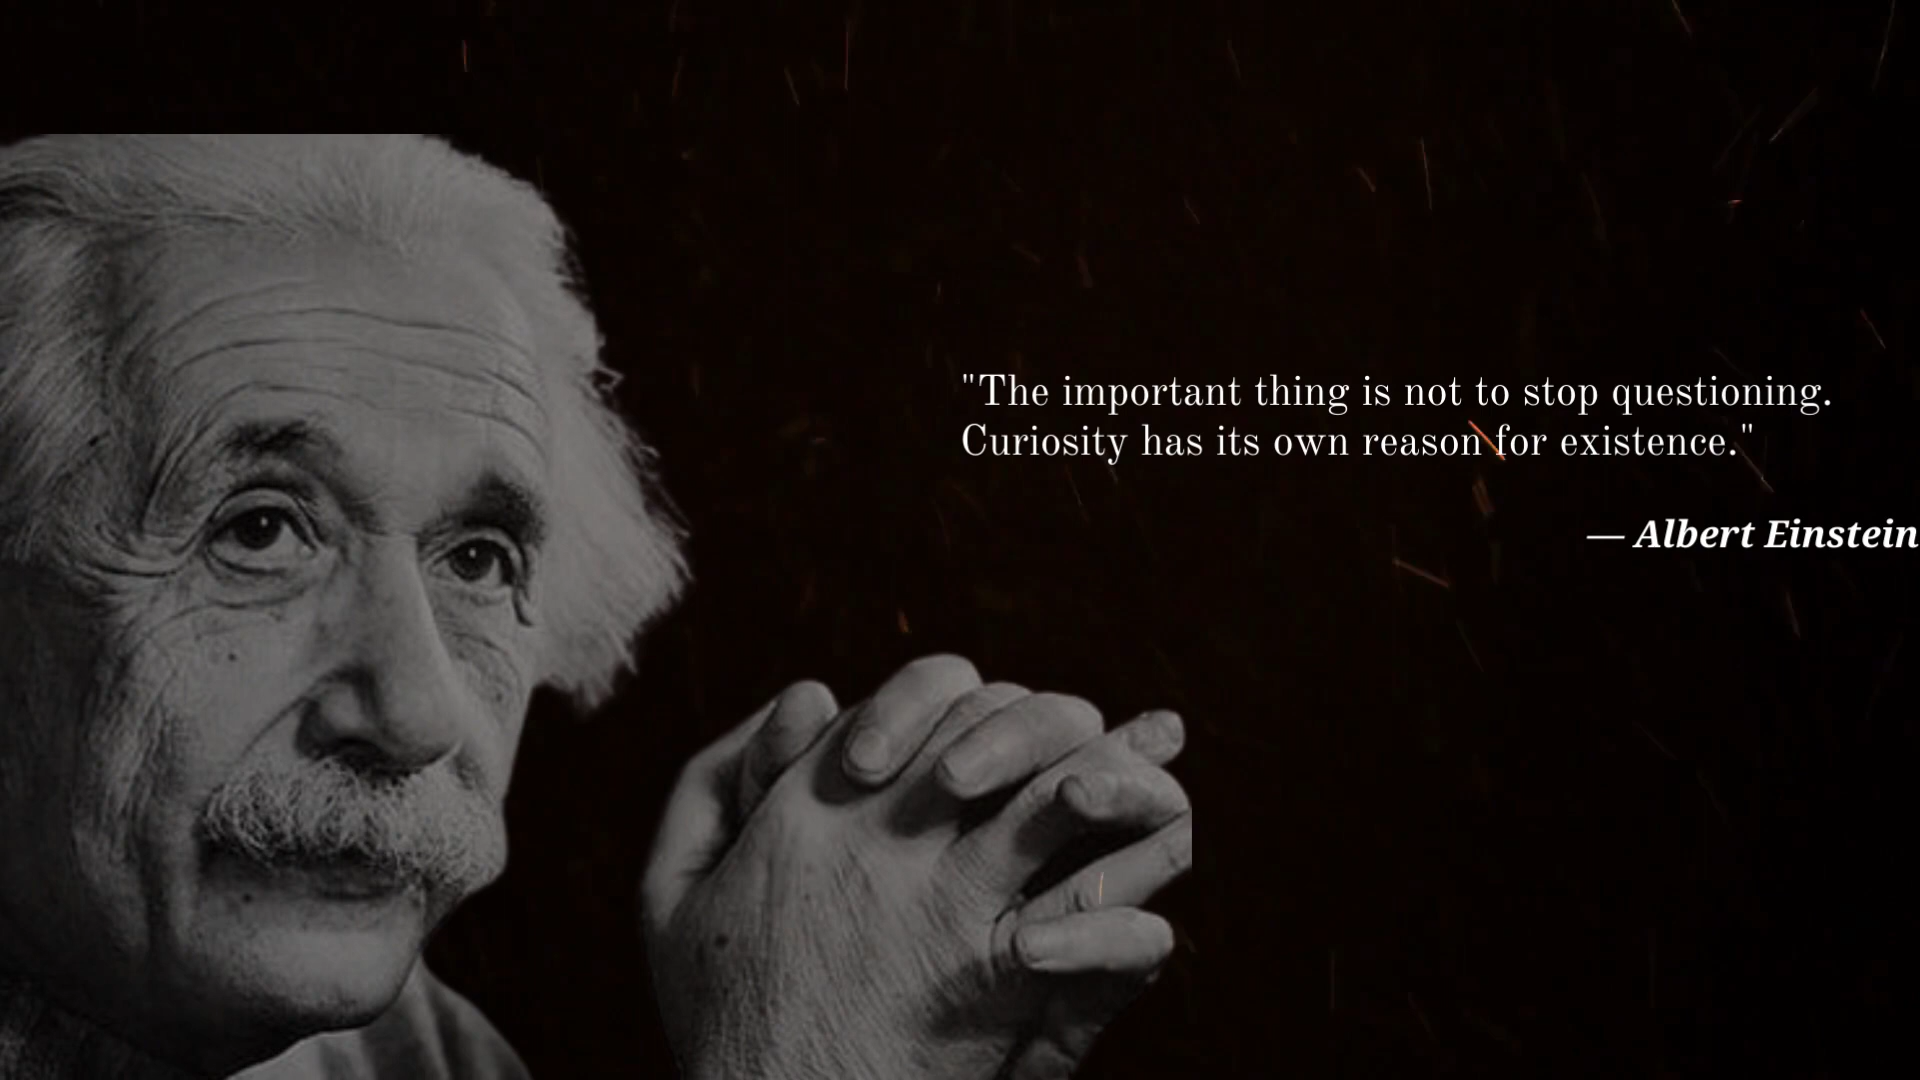 "The important thing is not to stop questioning.
Curiosity has its own reason for existence."
— Albert Einstein